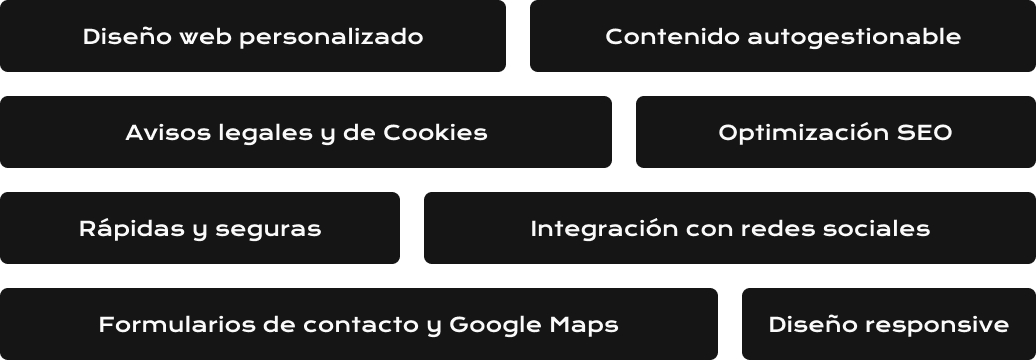 Diseño web personalizado
Contenido autogestionable
Avisos legales y de Cookies
Optimización SEO
Rápidas y seguras
Integración con redes sociales
Formularios de contacto y Google Maps
Diseño responsive